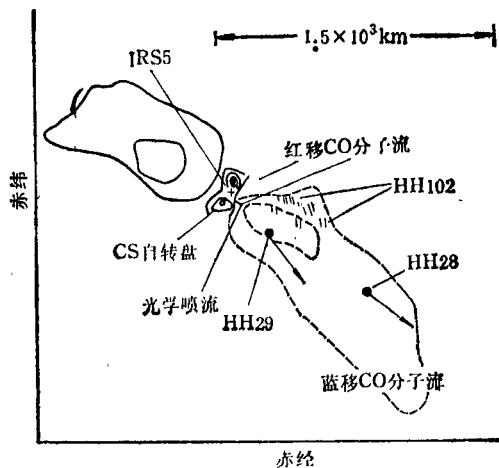 1.5×10³km
IRS5
红移CO分子流
HH102
CS自转盘
HH28
光学喷流
HH29
蓝移CO分子流
赤纬
赤经